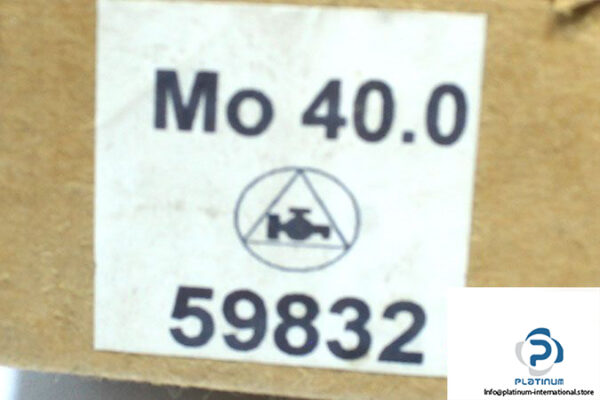 Mo 40.0
59832
PLATINUM
Info@platinum-international.store